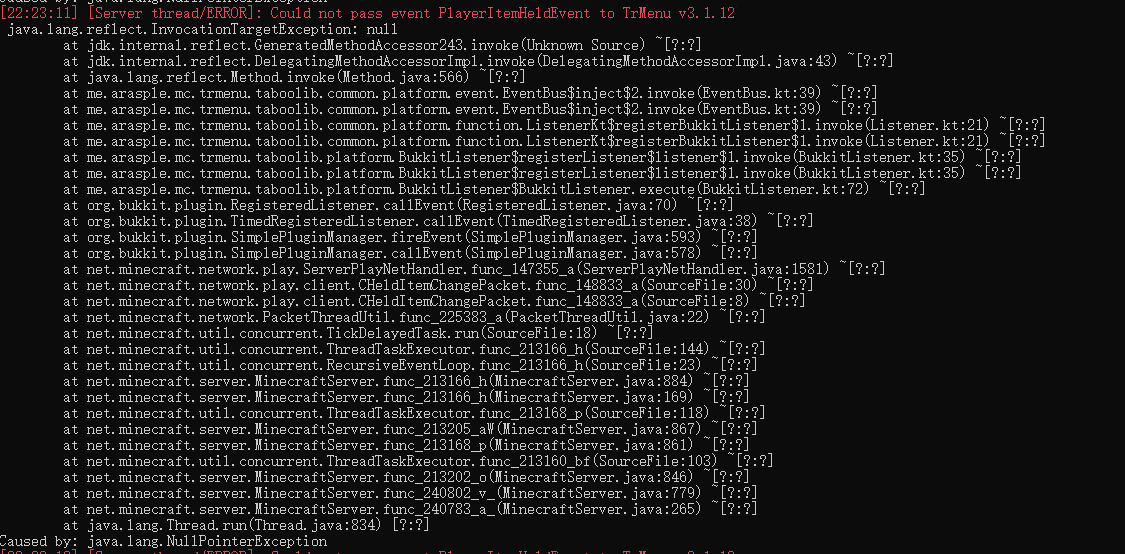 [22:23:11] [Server thread/ERROR]: Could not pass event PlayerItemHeldEvent to TrMenu v3.1.12
java.lang.reflect.InvocationTargetException: null
at jdk.internal.reflect.GeneratedMethodAccessor243.invoke(Unknown Source) ~[?:?]
at jdk.internal.reflect.DelegatingMethodAccessorImpl.invoke(DelegatingMethodAccessorImpl.java:43) ~[?:?]
at java.lang.reflect.Method.invoke(Method.java:566) ~[?:?]
at me.arasple.mc.trmenu.taboolib.common.platform.event.EventBus$inject$2.invoke(EventBus.kt:39) ~[?:?]
at me.arasple.mc.trmenu.taboolib.common.platform.event.EventBus$inject$2.invoke(EventBus.kt:39) ~[?:?]
at me.arasple.mc.trmenu.taboolib.common.platform.function.ListenerKt$registerBukkitListener$1.invoke(Listener.kt:21) ~[?:?]
at me.arasple.mc.trmenu.taboolib.common.platform.function.ListenerKt$registerBukkitListener$1.invoke(Listener.kt:21) ~[?:?]
at me.arasple.mc.trmenu.taboolib.platform.BukkitListener$registerListener$listener$1.invoke(BukkitListener.kt:35) ~[?:?]
at me.arasple.mc.trmenu.taboolib.platform.BukkitListener$registerListener$listener$1.invoke(BukkitListener.kt:35) ~[?:?]
at me.arasple.mc.trmenu.taboolib.platform.BukkitListener$BukkitListener.execute(BukkitListener.kt:72) ~[?:?]
at org.bukkit.plugin.RegisteredListener.callEvent(RegisteredListener.java:70) ~[?:?]
at org.bukkit.plugin.TimedRegisteredListener.callEvent(TimedRegisteredListener.java:38) ~[?:?]
at org.bukkit.plugin.SimplePluginManager.fireEvent(SimplePluginManager.java:593) ~[?:?]
at org.bukkit.plugin.SimplePluginManager.callEvent(SimplePluginManager.java:578) ~[?:?]
at net.minecraft.network.play.ServerPlayNetHandler.func_147355_a(ServerPlayNetHandler.java:1581) ~[?:?]
at net.minecraft.network.play.client.CHeldItemChangePacket.func_148833_a(SourceFile:30) ~[?:?]
at net.minecraft.network.play.client.CHeldItemChangePacket.func_148833_a(SourceFile:8) ~[?:?]
at net.minecraft.network.PacketThreadUtil.func_225383_a(PacketThreadUtil.java:22) ~[?:?]
at net.minecraft.util.concurrent.TickDelayedTask.run(SourceFile:18) ~[?:?]
at net.minecraft.util.concurrent.ThreadTaskExecutor.func_213166_h(SourceFile:144) ~[?:?]
at net.minecraft.util.concurrent.RecursiveEventLoop.func_213166_h(SourceFile:23) ~[?:?]
at net.minecraft.server.MinecraftServer.func_213166_h(MinecraftServer.java:884) ~[?:?]
at net.minecraft.server.MinecraftServer.func_213166_h(MinecraftServer.java:169) ~[?:?]
at net.minecraft.util.concurrent.ThreadTaskExecutor.func_213168_p(SourceFile:118) ~[?:?]
at net.minecraft.server.MinecraftServer.func_213205_aW(MinecraftServer.java:867) ~[?:?]
at net.minecraft.server.MinecraftServer.func_213168_p(MinecraftServer.java:861) ~[?:?]
at net.minecraft.util.concurrent.ThreadTaskExecutor.func_213160_bf(SourceFile:103) ~[?:?]
at net.minecraft.server.MinecraftServer.func_213202_o(MinecraftServer.java:846) ~[?:?]
at net.minecraft.server.MinecraftServer.func_240802_v_(MinecraftServer.java:779) ~[?:?]
at net.minecraft.server.MinecraftServer.func_240783_a_(MinecraftServer.java:265) ~[?:?]
at java.lang.Thread.run(Thread.java:834) [?:?]
Caused by: java.lang.NullPointerException